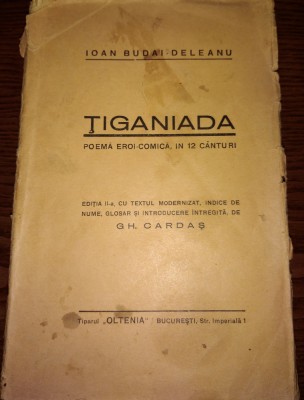 IOAN BUDAI-DELEANU
ŢIGANIADA
POEMĂ EROI-COMICĂ, IN 12 CÂNTURI
EDIŢIA II-a, CU TEXTUL MODERNIZAT, INDICE DE
NUME, GLOSAR ŞI INTRODUCERE ÎNTREGITĂ, DE
GH. CARDAŞ
Tiparul „OLTENIA" BUCUREŞTI, Str. Imperială 1